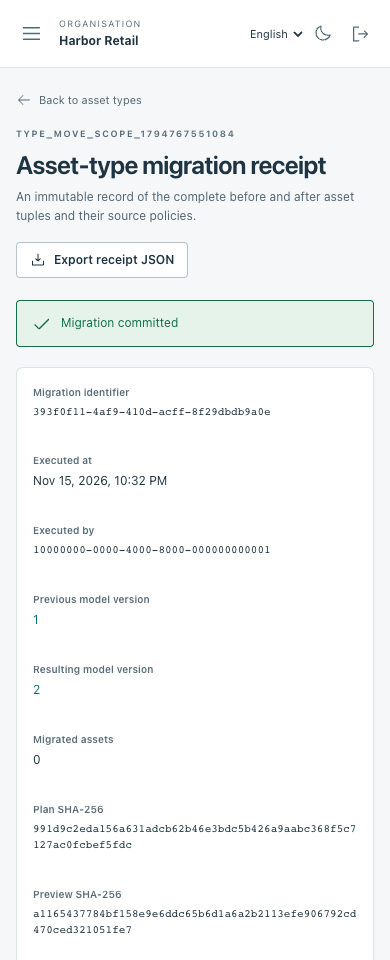 ORGANISATION
Harbor Retail
English
Back to asset types
TYPE_MOVE_SCOPE_1794767551084
Asset-type migration receipt
An immutable record of the complete before and after asset
tuples and their source policies.
Export receipt JSON
Migration committed
Migration identifier
393f0f11-4af9-410d-acff-8f29dbdb9a0e
Executed at
Nov 15, 2026, 10:32 PM
Executed by
10000000-0000-4000-8000-000000000001
Previous model version
1
Resulting model version
2
Migrated assets
0
Plan SHA-256
991d9c2eda156a631adcb62b46e3bdc5b426a9aabc368f5c7
127ac0fcbef5fdc
Preview SHA-256
a1165437784bf158e9e6ddc65b6d1a6a2b2113efe906792cd
470ced321051fe7